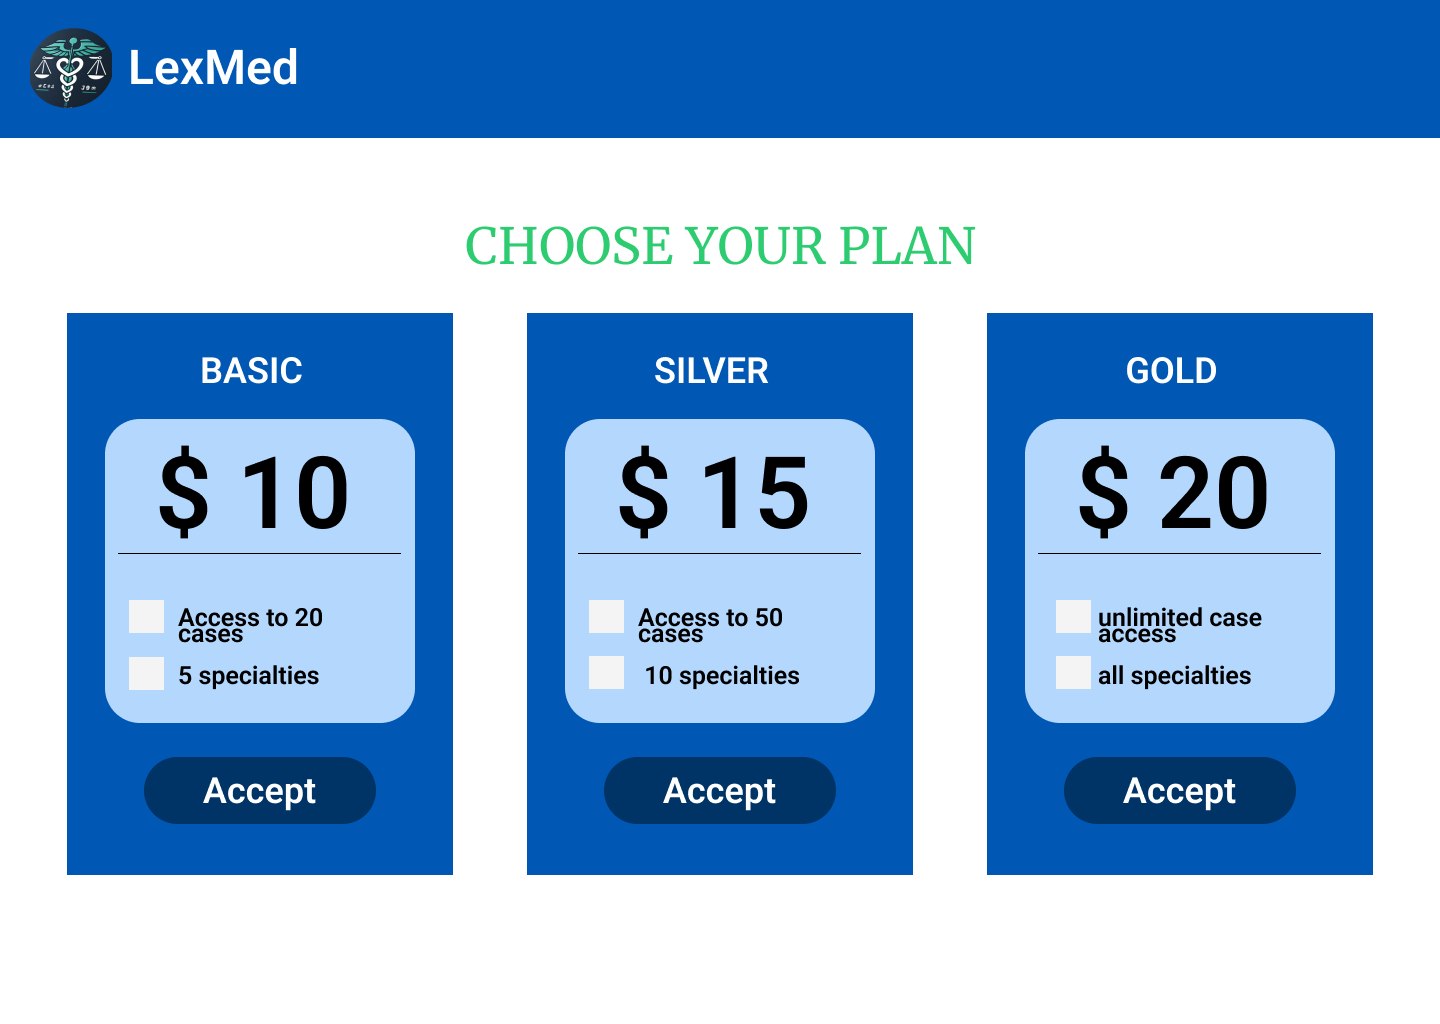 LexMed
CHOOSE YOUR PLAN
BASIC
$ 10
Access to 20
cases
5 specialties
Accept
SILVER
$ 15
Access to 50
cases
10 specialties
Accept
GOLD
$ 20
unlimited case
access
all specialties
Accept